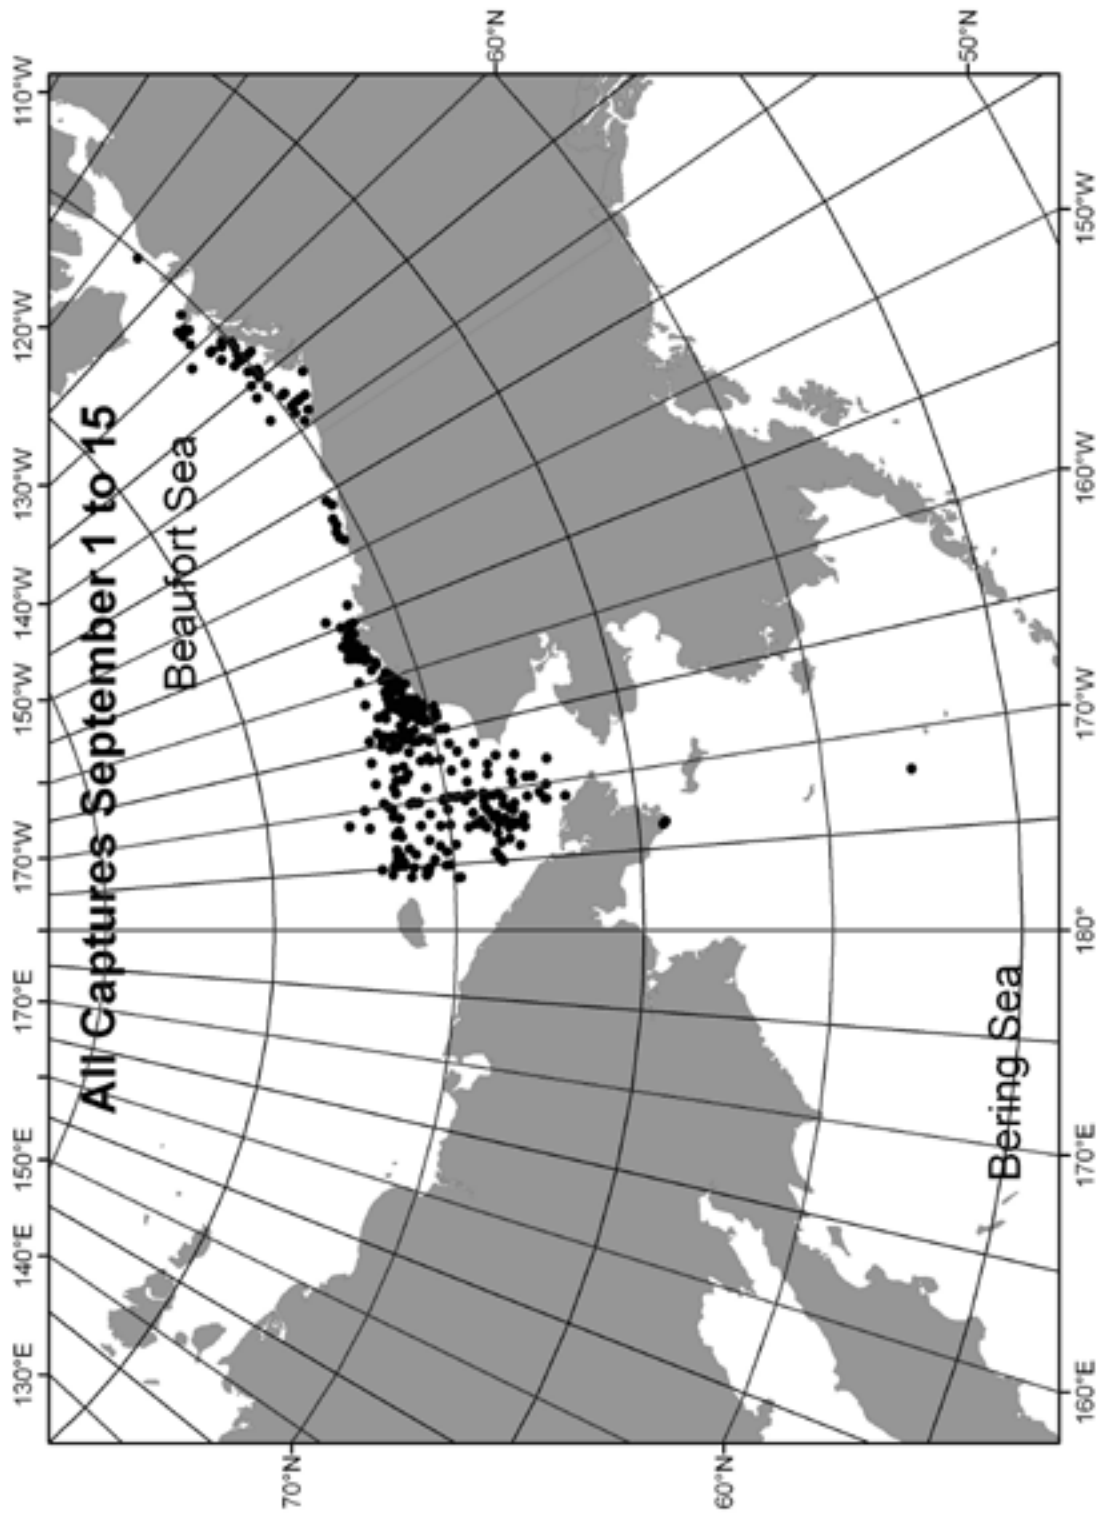 All Captures September 1 to 15
Beaufort Sea
Bering Sea
130°E
140°E
150°E
170°E
170°W
150°W
140°W
130°W
120°W
110°W
70°N
60°N
60°N
50°N
160°E
170°E
180°
170°W
160°W
150°W